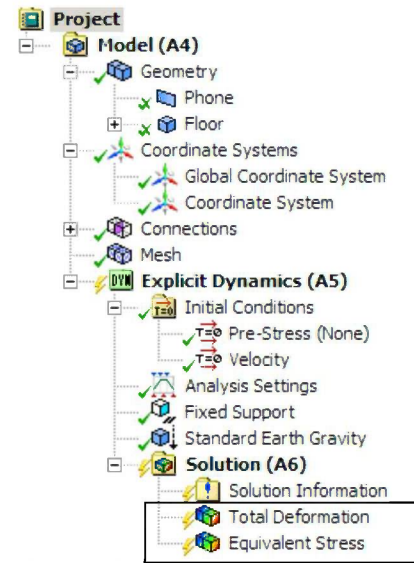 Project
Model (A4)
Geometry
Phone
Floor
Coordinate Systems
Global Coordinate System
Coordinate System
Connections
Mesh
DYN Explicit Dynamics (A5)
T=0 Initial Conditions
T=0 Pre-Stress (None)
T=0 Velocity
Analysis Settings
Fixed Support
Standard Earth Gravity
Solution (A6)
Solution Information
Total Deformation
Equivalent Stress